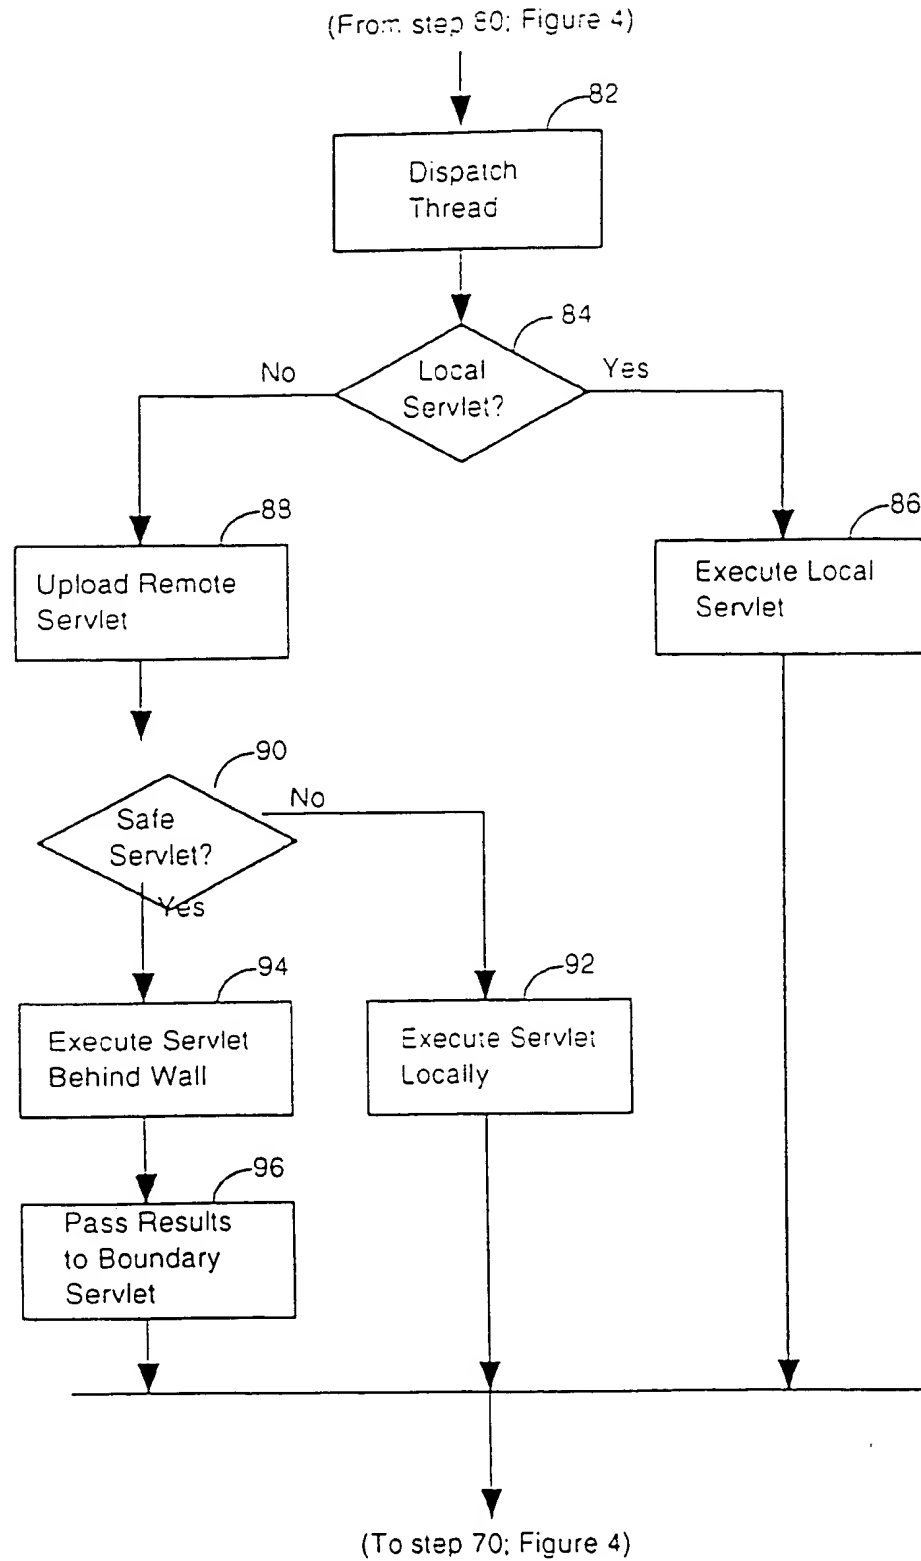 (From step 80; Figure 4)
82
Dispatch
Thread
84
No
Local
Servlet?
Yes
88
86
Upload Remote
Servlet
Execute Local
Servlet
90
No
Safe
Servlet?
Yes
94
92
Execute Servlet
Behind Wall
Execute Servlet
Locally
96
Pass Results
to Boundary
Servlet
(To step 70; Figure 4)